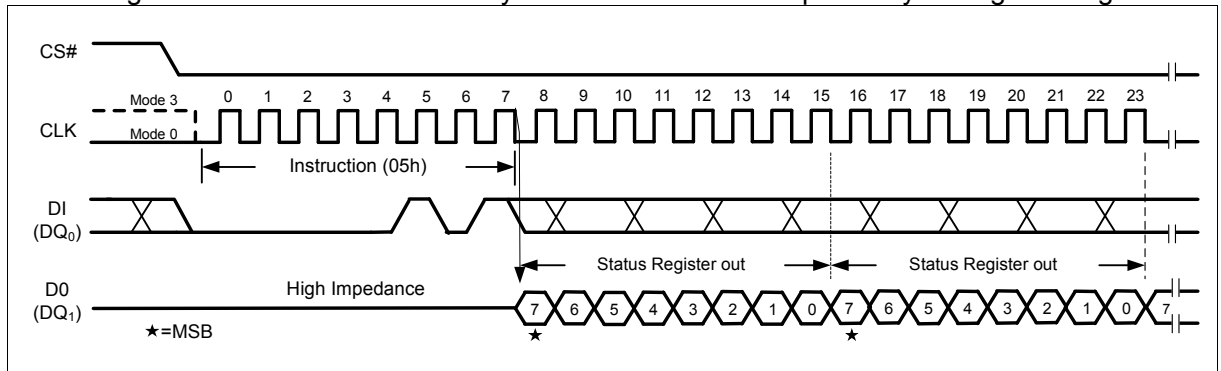 CS#
Mode 3
0 1 2 3 4 5 6 7 8 9 10 11 12 13 14 15 16 17 18 19 20 21 22 23
CLK
Mode 0
Instruction (05h)
DI
(DQ0)
Status Register out Status Register out
D0
(DQ1)
High Impedance
7 6 5 4 3 2 1 0 7 6 5 4 3 2 1 0 7
★=MSB
★ ★